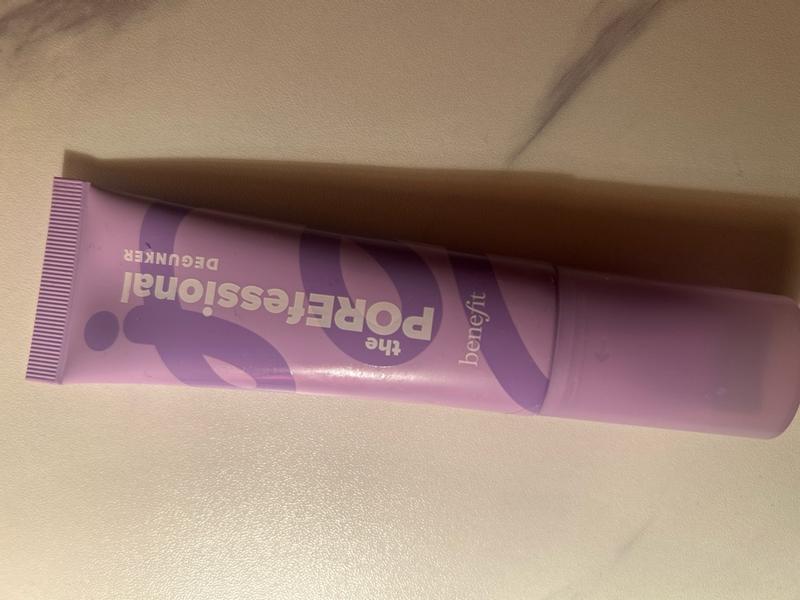 the
POREfessional
DEGUNKER
benefit